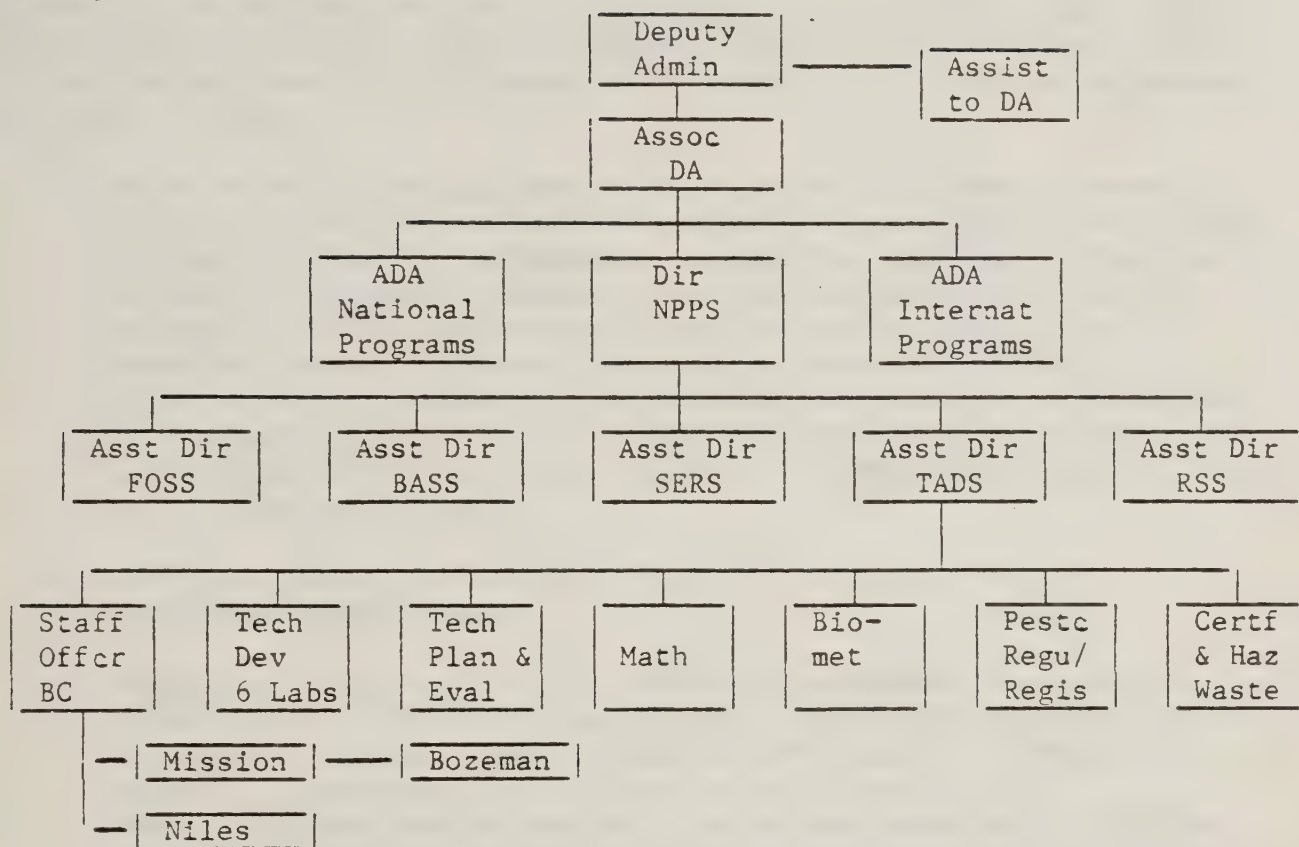 Deputy
Admin
Assist
to DA
Assoc
DA
ADA
National
Programs
Dir
NPPS
ADA
Internat
Programs
Asst Dir
FOSS
Asst Dir
BASS
Asst Dir
SERS
Asst Dir
TADS
Asst Dir
RSS
Staff
Offcr
BC
Tech
Dev
6 Labs
Tech
Plan &
Eval
Math
Bio-
met
Pestc
Regu/
Regis
Certf
& Haz
Waste
Mission
Bozeman
Niles